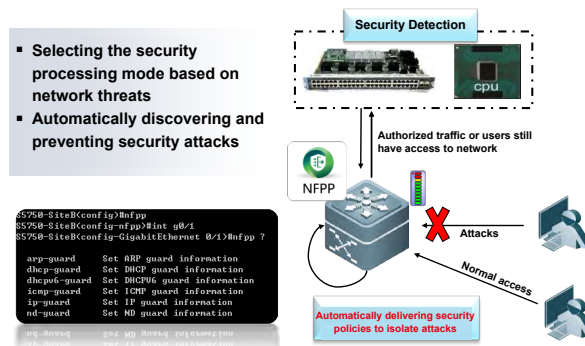 Security Detection
▪ Selecting the security
processing mode based on
network threats
▪ Automatically discovering and
preventing security attacks
cpu
Authorized traffic or users still
have access to network
NFPP
S5750-SiteB(config)#nfpp
S5750-SiteB(config-nfpp)#int g0/1
S5750-SiteB(config-GigabitEthernet 0/1)#nfpp ?
arp-guard Set ARP guard information
dhcp-guard Set DHCP guard information
dhcpv6-guard Set DHCPV6 guard information
icmp-guard Set ICMP guard information
ip-guard Set IP guard information
nd-guard Set ND guard information
Attacks
Normal access
Automatically delivering security
policies to isolate attacks